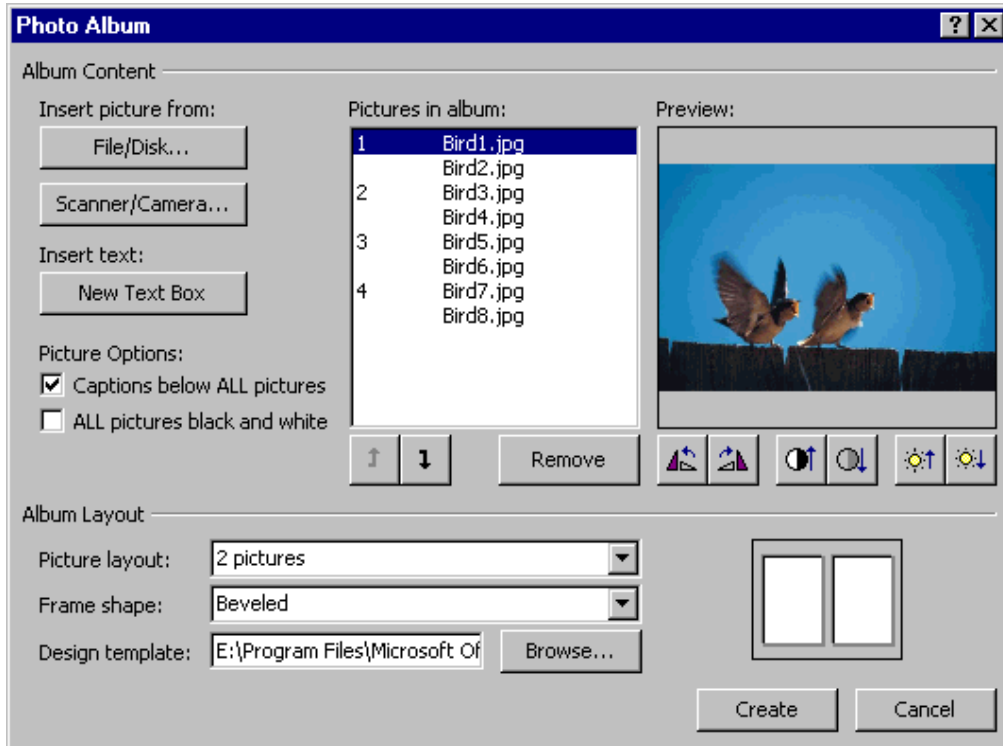 Photo Album
Album Content
Insert picture from:
File/Disk...
Scanner/Camera...
Insert text:
New Text Box
Picture Options:
Captions below ALL pictures
ALL pictures black and white
Pictures in album:
1 Bird1.jpg
Bird2.jpg
2 Bird3.jpg
Bird4.jpg
3 Bird5.jpg
Bird6.jpg
4 Bird7.jpg
Bird8.jpg
Remove
Preview:
Album Layout
Picture layout: 2 pictures
Frame shape: Beveled
Design template: E:\Program Files\Microsoft Of Browse...
Create Cancel